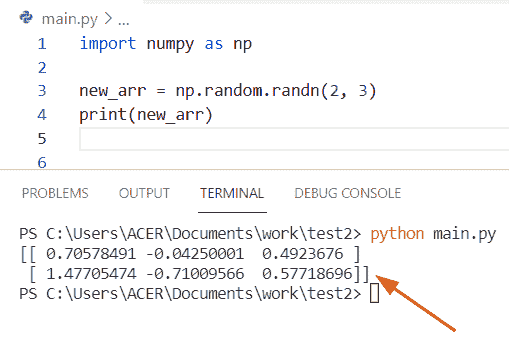 main.py > ...
1 import numpy as np
2
3 new_arr = np.random.randn(2, 3)
4 print(new_arr)
5
6
PROBLEMS OUTPUT TERMINAL DEBUG CONSOLE
PS C:\Users\ACER\Documents\work\test2> python main.py
[[ 0.70578491 -0.04250001  0.4923676 ]
 [ 1.47705474 -0.71009566  0.57718696]]
PS C:\Users\ACER\Documents\work\test2>